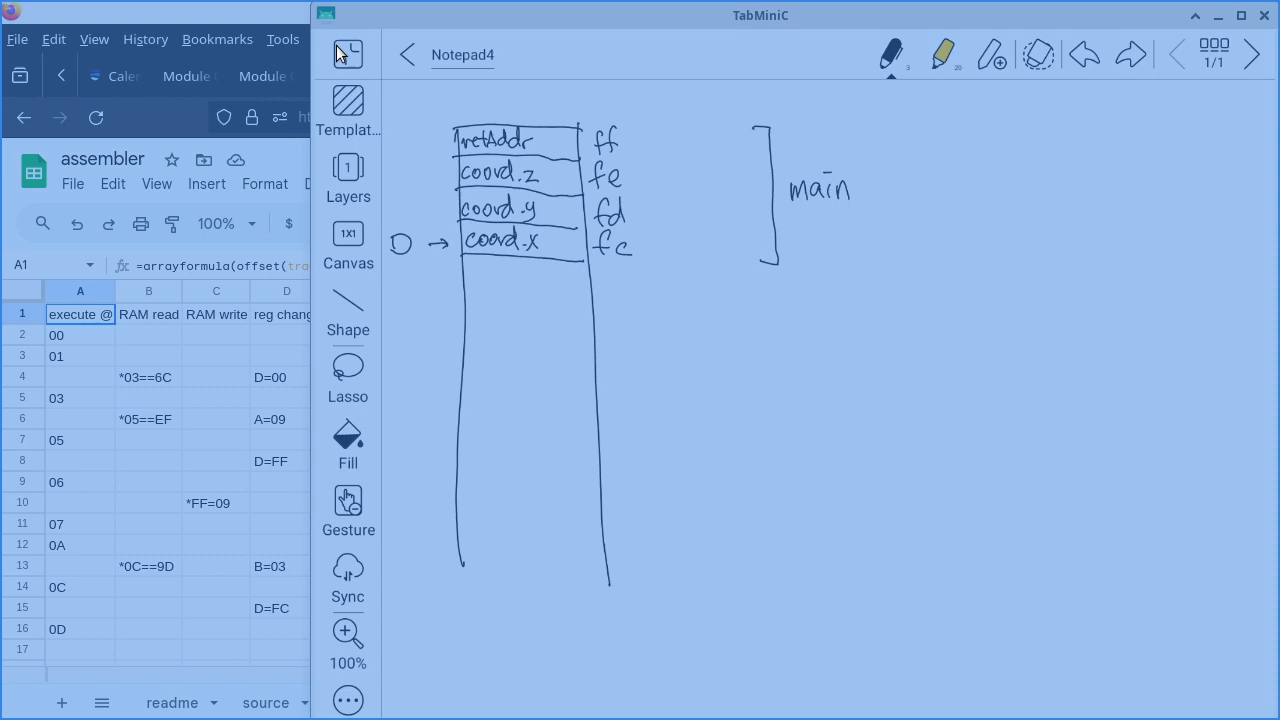 TabMiniC
File Edit View History Bookmarks Tools
Calen Module Module
ht
assembler
File Edit View Insert Format
100% $
A1 =arrayformula(offset(tra
A B C D
1 execute @ RAM read RAM write reg chang
2 00
3 01
4 *03==6C D=00
5 03
6 *05==EF A=09
7 05
8 D=FF
9 06
10 *FF=09
11 07
12 0A
13 *0C==9D B=03
14 0C
15 D=FC
16 0D
17
readme source
Notepad4
3 20 1/1
Templat...
1
Layers
1X1
Canvas
Shape
Lasso
Fill
Gesture
Sync
100%
retAddr ff
coord.z fe
coord.y fd
D → coord.x fc
main